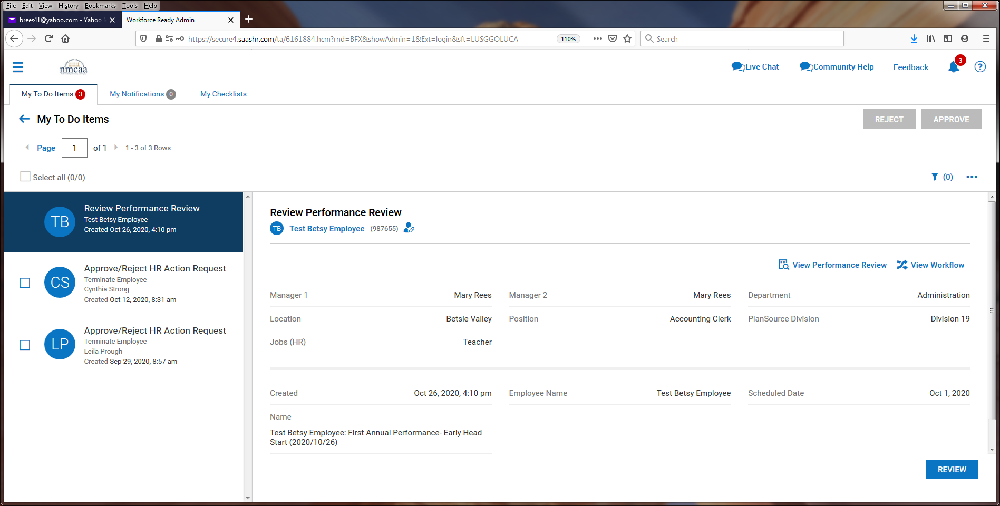 File Edit View History Bookmarks Tools Help
brees41@yahoo.com - Yahoo
Workforce Ready Admin
https://secure4.saashr.com/ta/6161884.hcm?rnd=BFX&showAdmin=1&Ext=login&sft=LUSGGOLUCA
110%
Search
nmcaa
Live Chat
Community Help
Feedback
3
?
My To Do Items 3
My Notifications 0
My Checklists
My To Do Items
REJECT
APPROVE
Page 1 of 1
1 - 3 of 3 Rows
Select all (0/0)
(0)
TB
Review Performance Review
Test Betsy Employee
Created Oct 26, 2020, 4:10 pm
CS
Approve/Reject HR Action Request
Terminate Employee
Cynthia Strong
Created Oct 12, 2020, 8:31 am
LP
Approve/Reject HR Action Request
Terminate Employee
Leila Prough
Created Sep 29, 2020, 8:57 am
Review Performance Review
TB Test Betsy Employee (987655)
View Performance Review
View Workflow
Manager 1 Mary Rees
Manager 2 Mary Rees
Department Administration
Location Betsie Valley
Position Accounting Clerk
PlanSource Division Division 19
Jobs (HR) Teacher
Created Oct 26, 2020, 4:10 pm
Employee Name Test Betsy Employee
Scheduled Date Oct 1, 2020
Name
Test Betsy Employee: First Annual Performance- Early Head
Start (2020/10/26)
REVIEW